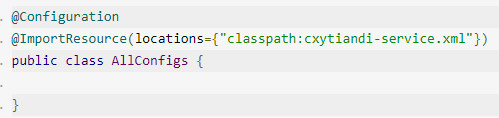 @Configuration
@ImportResource(locations={"classpath:cxytiandi-service.xml"})
public class AllConfigs {
}